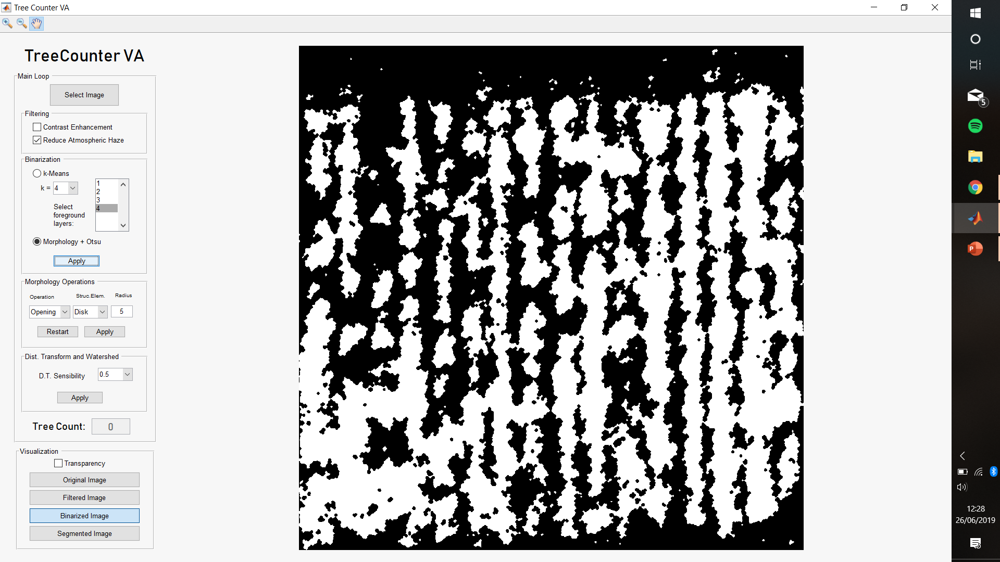 Tree Counter VA
TreeCounter VA
Main Loop
Select Image
Filtering
Contrast Enhancement
Reduce Atmospheric Haze
Binarization
k-Means
k = 4
1
2
3
4
Select
foreground
layers:
Morphology + Otsu
Apply
Morphology Operations
Operation Struc.Elem. Radius
Opening Disk 5
Restart Apply
Dist. Transform and Watershed
D.T. Sensibility 0.5
Apply
Tree Count: 0
Visualization
Transparency
Original Image
Filtered Image
Binarized Image
Segmented Image
5
P
12:28
26/06/2019